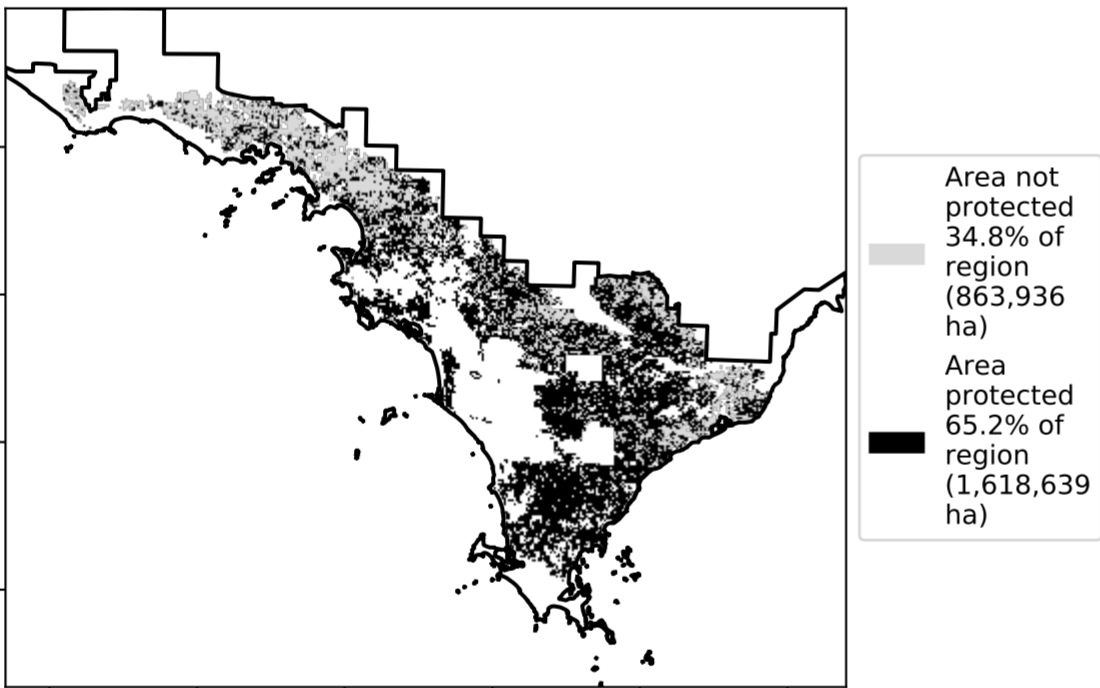 Area not
protected
34.8% of
region
(863,936
ha)
Area
protected
65.2% of
region
(1,618,639
ha)